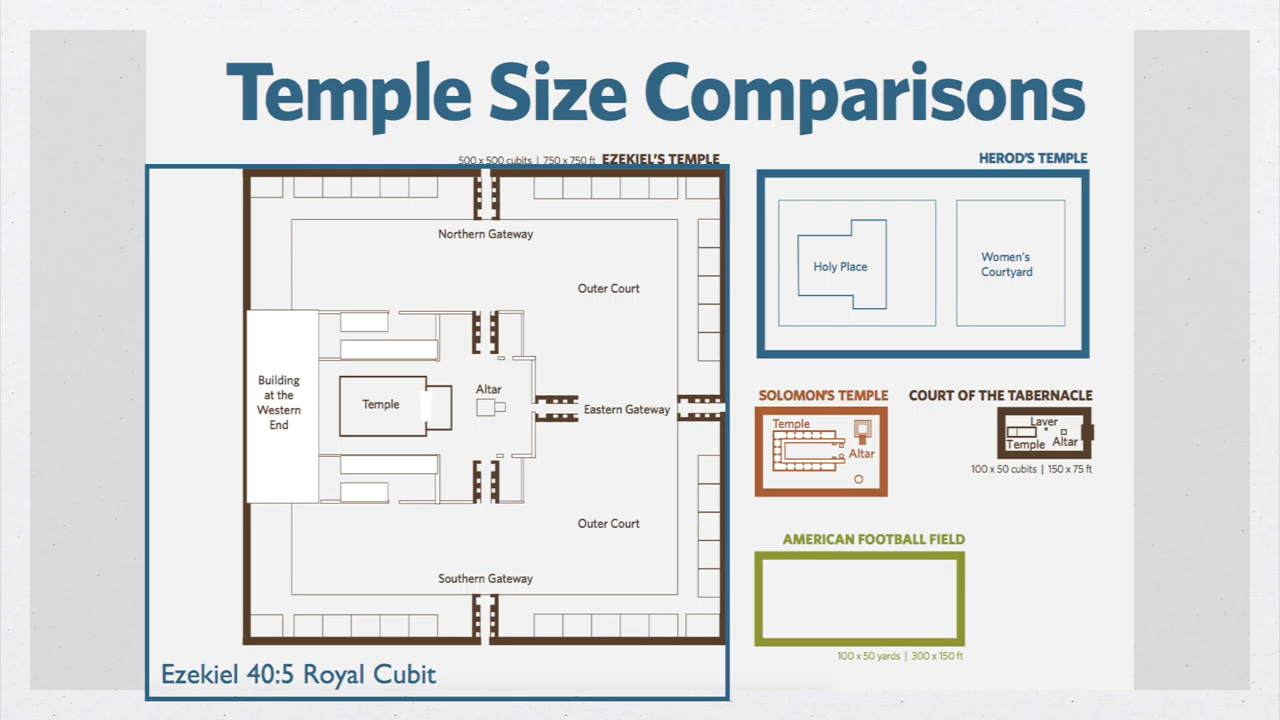 Temple Size Comparisons
500 x 500 cubits | 750 x 750 ft EZEKIEL'S TEMPLE
Northern Gateway
Outer Court
Building
at the
Western
End
Temple
Altar
Eastern Gateway
Outer Court
Southern Gateway
Ezekiel 40:5 Royal Cubit
HEROD'S TEMPLE
Holy Place
Women's
Courtyard
SOLOMON'S TEMPLE
Temple
Altar
COURT OF THE TABERNACLE
Laver
Temple
Altar
100 x 50 cubits | 150 x 75 ft
AMERICAN FOOTBALL FIELD
100 x 50 yards | 300 x 150 ft